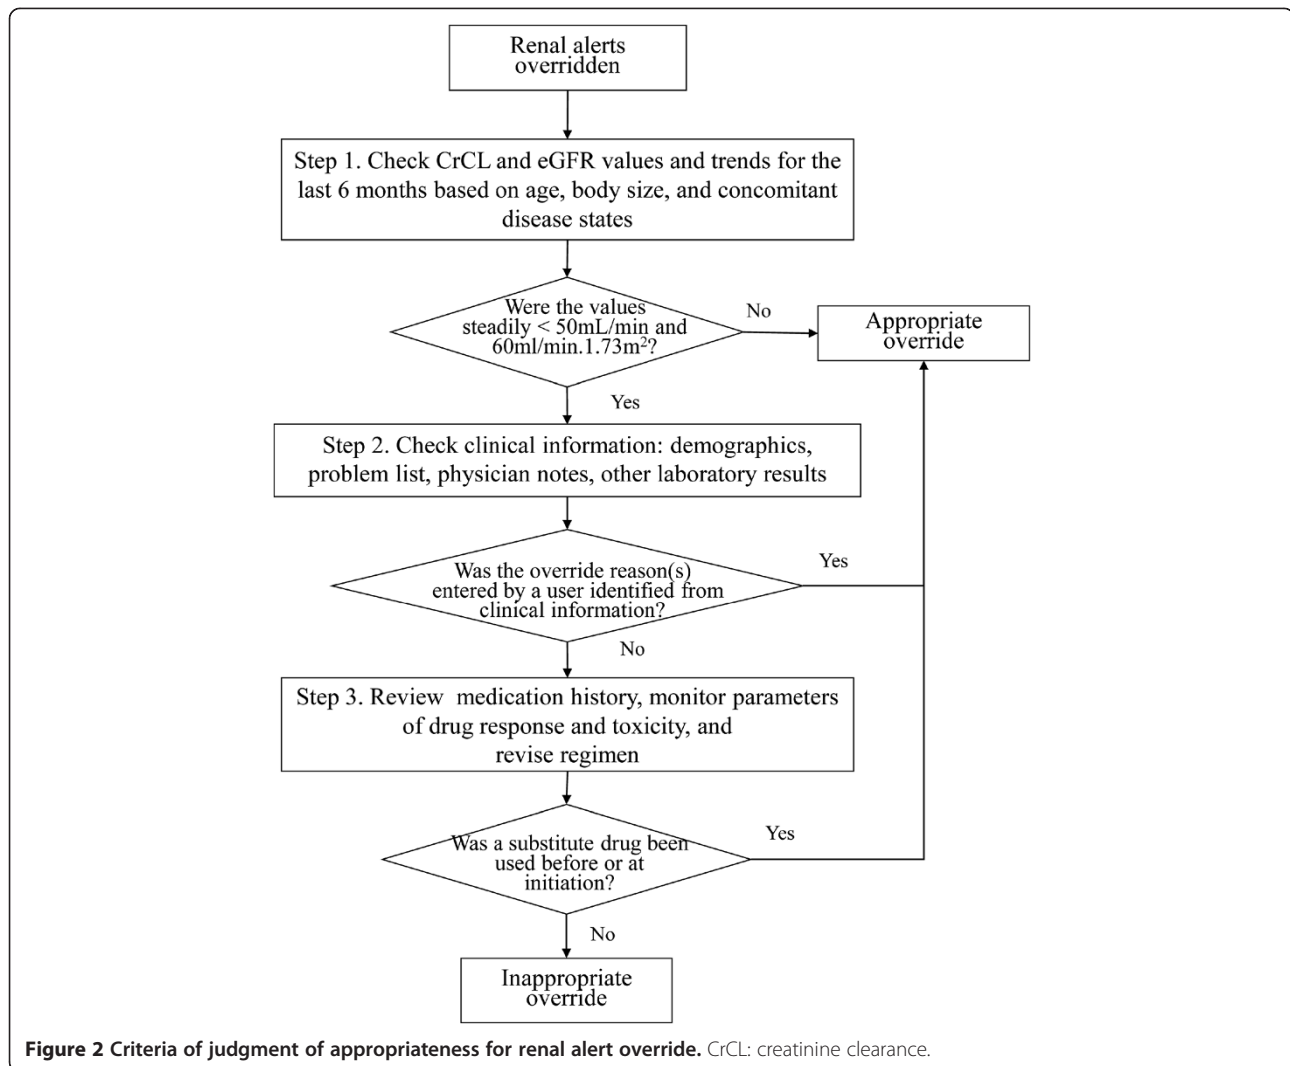 Renal alerts
overridden
Step 1. Check CrCL and eGFR values and trends for the
last 6 months based on age, body size, and concomitant
disease states
Were the values
steadily < 50mL/min and
60ml/min.1.73m²?
No
Appropriate
override
Yes
Step 2. Check clinical information: demographics,
problem list, physician notes, other laboratory results
Was the override reason(s)
entered by a user identified from
clinical information?
Yes
No
Step 3. Review medication history, monitor parameters
of drug response and toxicity, and
revise regimen
Was a substitute drug been
used before or at
initiation?
Yes
No
Inappropriate
override
Figure 2 Criteria of judgment of appropriateness for renal alert override. CrCL: creatinine clearance.